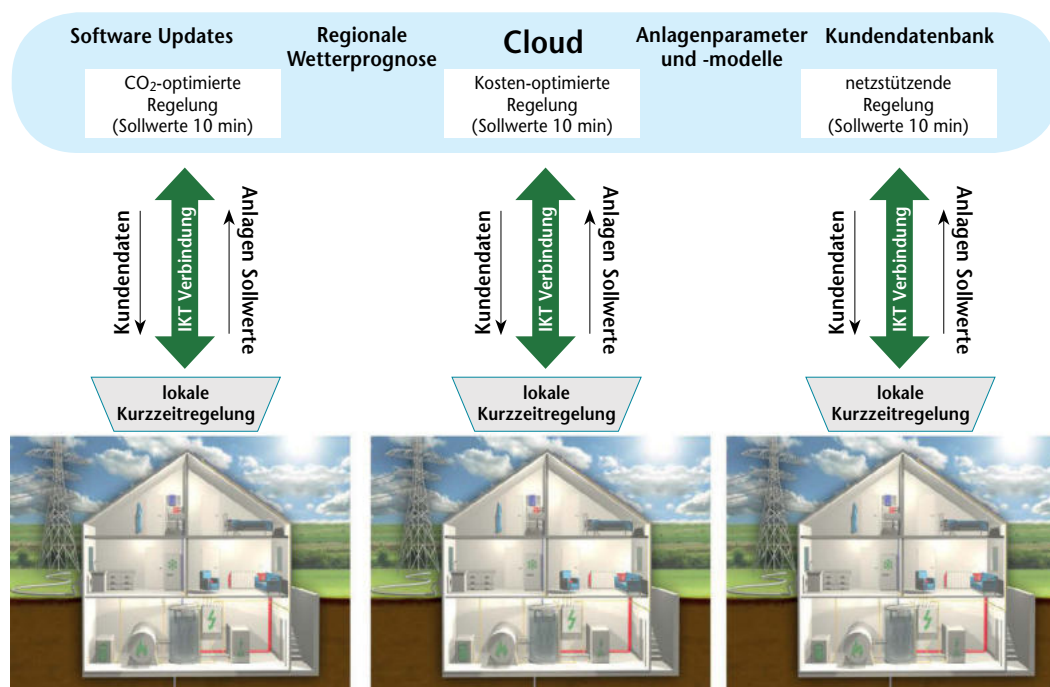 Software Updates
Regionale
Wetterprognose
Cloud
Anlagenparameter
und -modelle
Kundendatenbank
CO₂-optimierte
Regelung
(Sollwerte 10 min)
Kosten-optimierte
Regelung
(Sollwerte 10 min)
netzstützende
Regelung
(Sollwerte 10 min)
Kundendaten
IKT Verbindung
Anlagen Sollwerte
Kundendaten
IKT Verbindung
Anlagen Sollwerte
Kundendaten
IKT Verbindung
Anlagen Sollwerte
lokale
Kurzzeitregelung
lokale
Kurzzeitregelung
lokale
Kurzzeitregelung